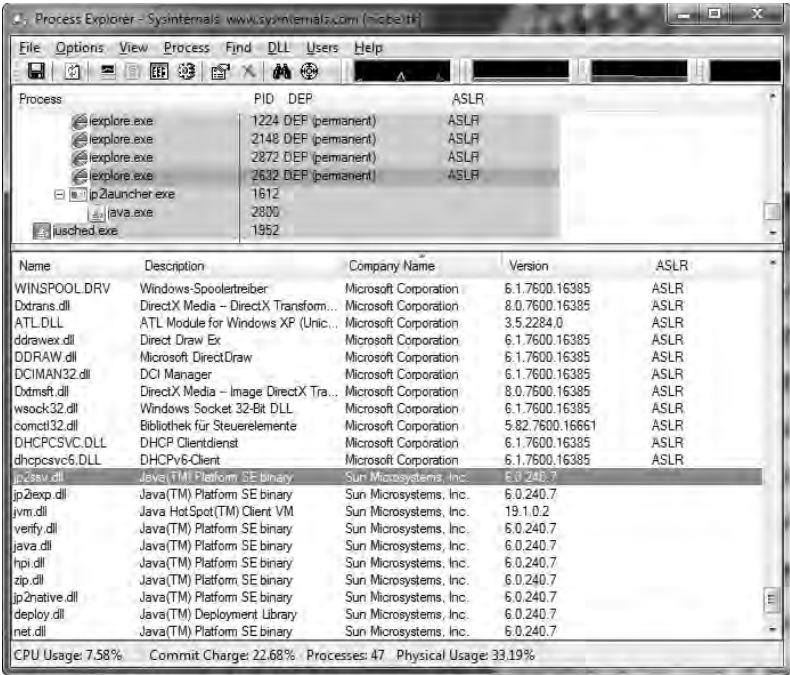 Process Explorer - Sysinternals: www.sysinternals.com
File Options View Process Find DLL Users Help
Process PID DEP ASLR
iexplore.exe 1224 DEP (permanent) ASLR
iexplore.exe 2148 DEP (permanent) ASLR
iexplore.exe 2872 DEP (permanent) ASLR
iexplore.exe 2632 DEP (permanent) ASLR
jp2launcher.exe 1612
java.exe 2800
jusched.exe 1952
Name Description Company Name Version ASLR
WINSPOOL.DRV Windows-Spoolertreiber Microsoft Corporation 6.1.7600.16385 ASLR
Dxtrans.dll DirectX Media -- DirectX Transform... Microsoft Corporation 8.0.7600.16385 ASLR
ATL.DLL ATL Module for Windows XP (Unic... Microsoft Corporation 3.5.2284.0 ASLR
ddrawex.dll Direct Draw Ex Microsoft Corporation 6.1.7600.16385 ASLR
DDRAW.dll Microsoft DirectDraw Microsoft Corporation 6.1.7600.16385 ASLR
DCIMAN32.dll DCI Manager Microsoft Corporation 6.1.7600.16385 ASLR
Dxtmsft.dll DirectX Media -- Image DirectX Tra... Microsoft Corporation 8.0.7600.16385 ASLR
wsock32.dll Windows Socket 32-Bit DLL Microsoft Corporation 6.1.7600.16385 ASLR
comctl32.dll Bibliothek für Steuerelemente Microsoft Corporation 5.82.7600.16661 ASLR
DHCPCSVC.DLL DHCP Clientdienst Microsoft Corporation 6.1.7600.16385 ASLR
dhcpcsvc6.DLL DHCPv6-Client Microsoft Corporation 6.1.7600.16385 ASLR
jp2ssv.dll Java(TM) Platform SE binary Sun Microsystems, Inc. 6.0.240.7
jp2iexp.dll Java(TM) Platform SE binary Sun Microsystems, Inc. 6.0.240.7
jvm.dll Java HotSpot(TM) Client VM Sun Microsystems, Inc. 19.1.0.2
verify.dll Java(TM) Platform SE binary Sun Microsystems, Inc. 6.0.240.7
java.dll Java(TM) Platform SE binary Sun Microsystems, Inc. 6.0.240.7
hpi.dll Java(TM) Platform SE binary Sun Microsystems, Inc. 6.0.240.7
zip.dll Java(TM) Platform SE binary Sun Microsystems, Inc. 6.0.240.7
jp2native.dll Java(TM) Platform SE binary Sun Microsystems, Inc. 6.0.240.7
deploy.dll Java(TM) Deployment Library Sun Microsystems, Inc. 6.0.240.7
net.dll Java(TM) Platform SE binary Sun Microsystems, Inc. 6.0.240.7
CPU Usage: 7.58% Commit Charge: 22.68% Processes: 47 Physical Usage: 33.19%